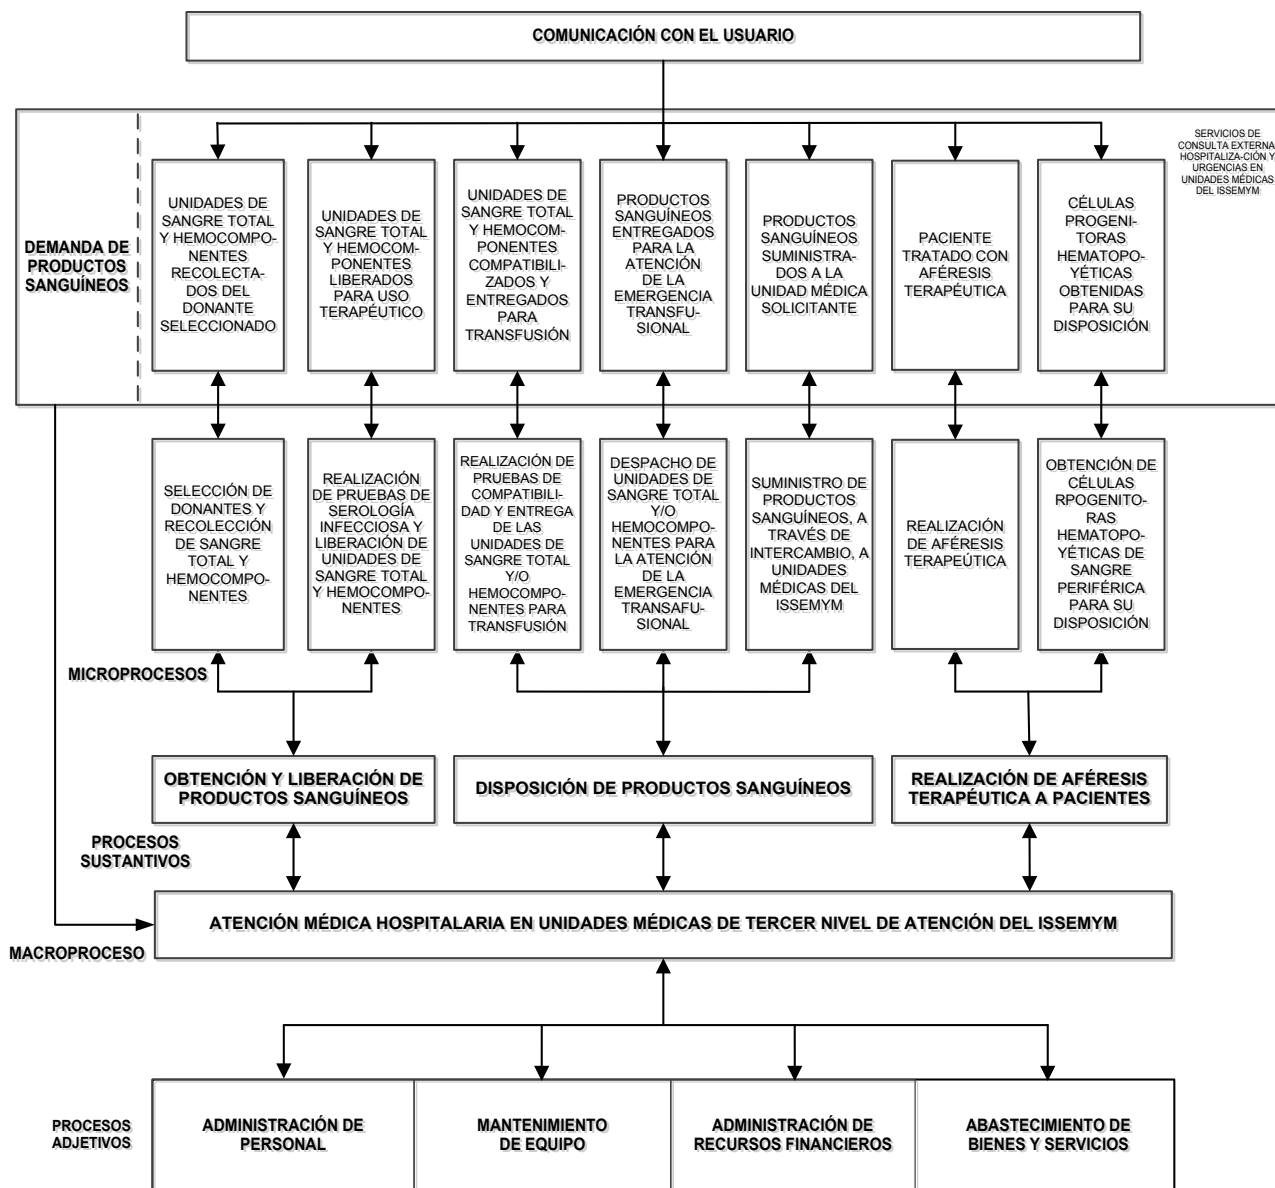 COMUNICACIÓN CON EL USUARIO
SERVICIOS DE
CONSULTA EXTERNA,
HOSPITALIZA-CIÓN Y
URGENCIAS EN
UNIDADES MÉDICAS
DEL ISSEMYM
DEMANDA DE
PRODUCTOS
SANGUÍNEOS
UNIDADES DE
SANGRE TOTAL
Y HEMOCOMPO-
NENTES
RECOLECTA-
DOS DEL
DONANTE
SELECCIONADO
UNIDADES DE
SANGRE TOTAL
Y HEMOCOM-
PONENTES
LIBERADOS
PARA USO
TERAPÉUTICO
UNIDADES DE
SANGRE TOTAL
Y HEMOCOM-
PONENTES
COMPATIBILI-
ZADOS Y
ENTREGADOS
PARA
TRANSFUSIÓN
PRODUCTOS
SANGUÍNEOS
ENTREGADOS
PARA LA
ATENCIÓN
DE LA
EMERGENCIA
TRANSFU-
SIONAL
PRODUCTOS
SANGUÍNEOS
SUMINISTRA-
DOS A LA
UNIDAD MÉDICA
SOLICITANTE
PACIENTE
TRATADO CON
AFÉRESIS
TERAPÉUTICA
CÉLULAS
PROGENI-
TORAS
HEMATOPO-
YÉTICAS
OBTENIDAS
PARA SU
DISPOSICIÓN
SELECCIÓN DE
DONANTES Y
RECOLECCIÓN
DE SANGRE
TOTAL Y
HEMOCOMPO-
NENTES
REALIZACIÓN
DE PRUEBAS DE
SEROLOGÍA
INFECCIOSA Y
LIBERACIÓN DE
UNIDADES DE
SANGRE TOTAL
Y HEMOCOMPO-
NENTES
REALIZACIÓN DE
PRUEBAS DE
COMPATIBILI-
DAD Y ENTREGA
DE LAS
UNIDADES DE
SANGRE TOTAL
Y/O
HEMOCOMPO-
NENTES PARA
TRANSFUSIÓN
DESPACHO DE
UNIDADES DE
SANGRE TOTAL
Y/O
HEMOCOMPO-
NENTES PARA
LA ATENCIÓN
DE LA
EMERGENCIA
TRANSAFU-
SIONAL
SUMINISTRO DE
PRODUCTOS
SANGUÍNEOS, A
TRAVÉS DE
INTERCAMBIO, A
UNIDADES
MÉDICAS DEL
ISSEMYM
REALIZACIÓN
DE AFÉRESIS
TERAPEÚTICA
OBTENCIÓN DE
CÉLULAS
RPOGENITO-
RAS
HEMATOPO-
YÉTICAS DE
SANGRE
PERIFÉRICA
PARA SU
DISPOSICIÓN
MICROPROCESOS
OBTENCIÓN Y LIBERACIÓN DE
PRODUCTOS SANGUÍNEOS
DISPOSICIÓN DE PRODUCTOS SANGUÍNEOS
REALIZACIÓN DE AFÉRESIS
TERAPÉUTICA A PACIENTES
PROCESOS
SUSTANTIVOS
ATENCIÓN MÉDICA HOSPITALARIA EN UNIDADES MÉDICAS DE TERCER NIVEL DE ATENCIÓN DEL ISSEMYM
MACROPROCESO
PROCESOS
ADJETIVOS
ADMINISTRACIÓN DE
PERSONAL
MANTENIMIENTO
DE EQUIPO
ADMINISTRACIÓN DE
RECURSOS FINANCIEROS
ABASTECIMIENTO DE
BIENES Y SERVICIOS